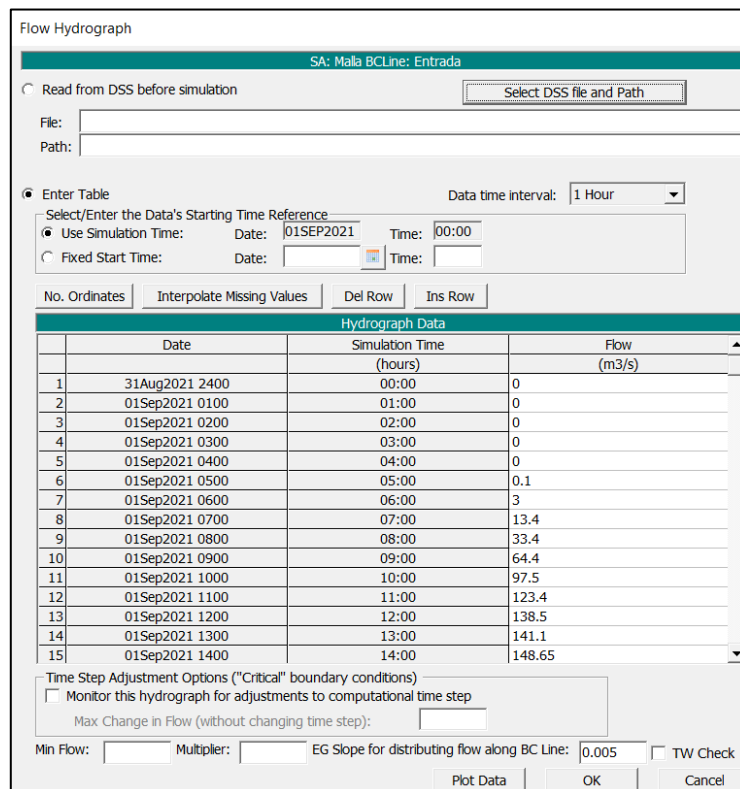 Flow Hydrograph
SA: Malla BCLine: Entrada
Read from DSS before simulation Select DSS file and Path
File:
Path:
Enter Table Data time interval: 1 Hour
Select/Enter the Data's Starting Time Reference
Use Simulation Time: Date: 01SEP2021 Time: 00:00
Fixed Start Time: Date: Time:
No. Ordinates Interpolate Missing Values Del Row Ins Row
Hydrograph Data
Date Simulation Time Flow
(hours) (m3/s)
1 31Aug2021 2400 00:00 0
2 01Sep2021 0100 01:00 0
3 01Sep2021 0200 02:00 0
4 01Sep2021 0300 03:00 0
5 01Sep2021 0400 04:00 0
6 01Sep2021 0500 05:00 0.1
7 01Sep2021 0600 06:00 3
8 01Sep2021 0700 07:00 13.4
9 01Sep2021 0800 08:00 33.4
10 01Sep2021 0900 09:00 64.4
11 01Sep2021 1000 10:00 97.5
12 01Sep2021 1100 11:00 123.4
13 01Sep2021 1200 12:00 138.5
14 01Sep2021 1300 13:00 141.1
15 01Sep2021 1400 14:00 148.65
Time Step Adjustment Options ("Critical" boundary conditions)
Monitor this hydrograph for adjustments to computational time step
Max Change in Flow (without changing time step):
Min Flow: Multiplier: EG Slope for distributing flow along BC Line: 0.005 TW Check
Plot Data OK Cancel